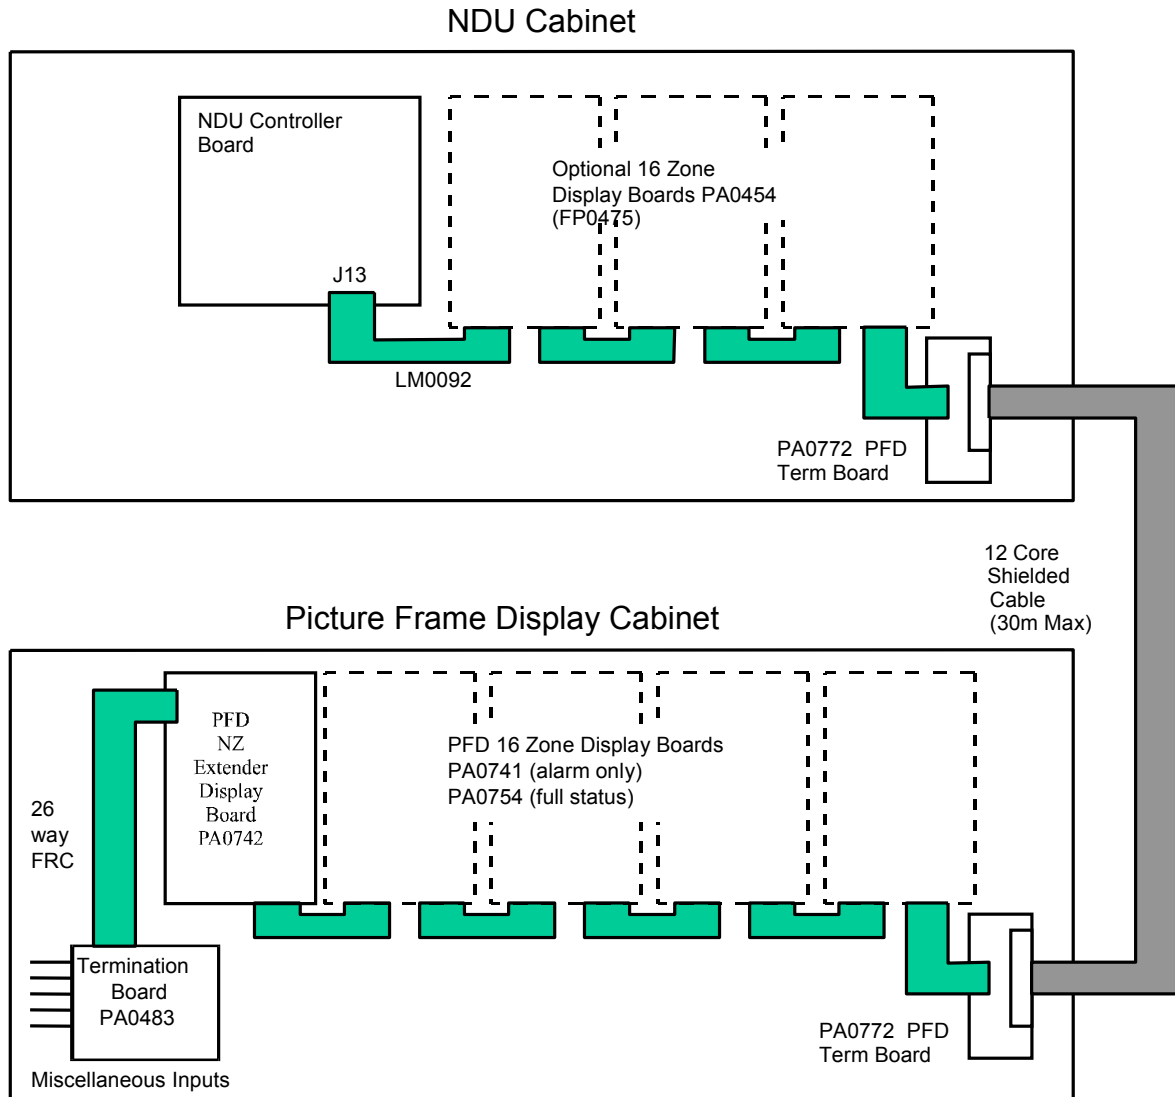 NDU Cabinet
NDU Controller
Board
Optional 16 Zone
Display Boards PA0454
(FP0475)
J13
LM0092
PA0772 PFD
Term Board
12 Core
Shielded
Cable
(30m Max)
Picture Frame Display Cabinet
PFD
NZ
Extender
Display
Board
PA0742
PFD 16 Zone Display Boards
PA0741 (alarm only)
PA0754 (full status)
26
way
FRC
Termination
Board
PA0483
Miscellaneous Inputs
PA0772 PFD
Term Board